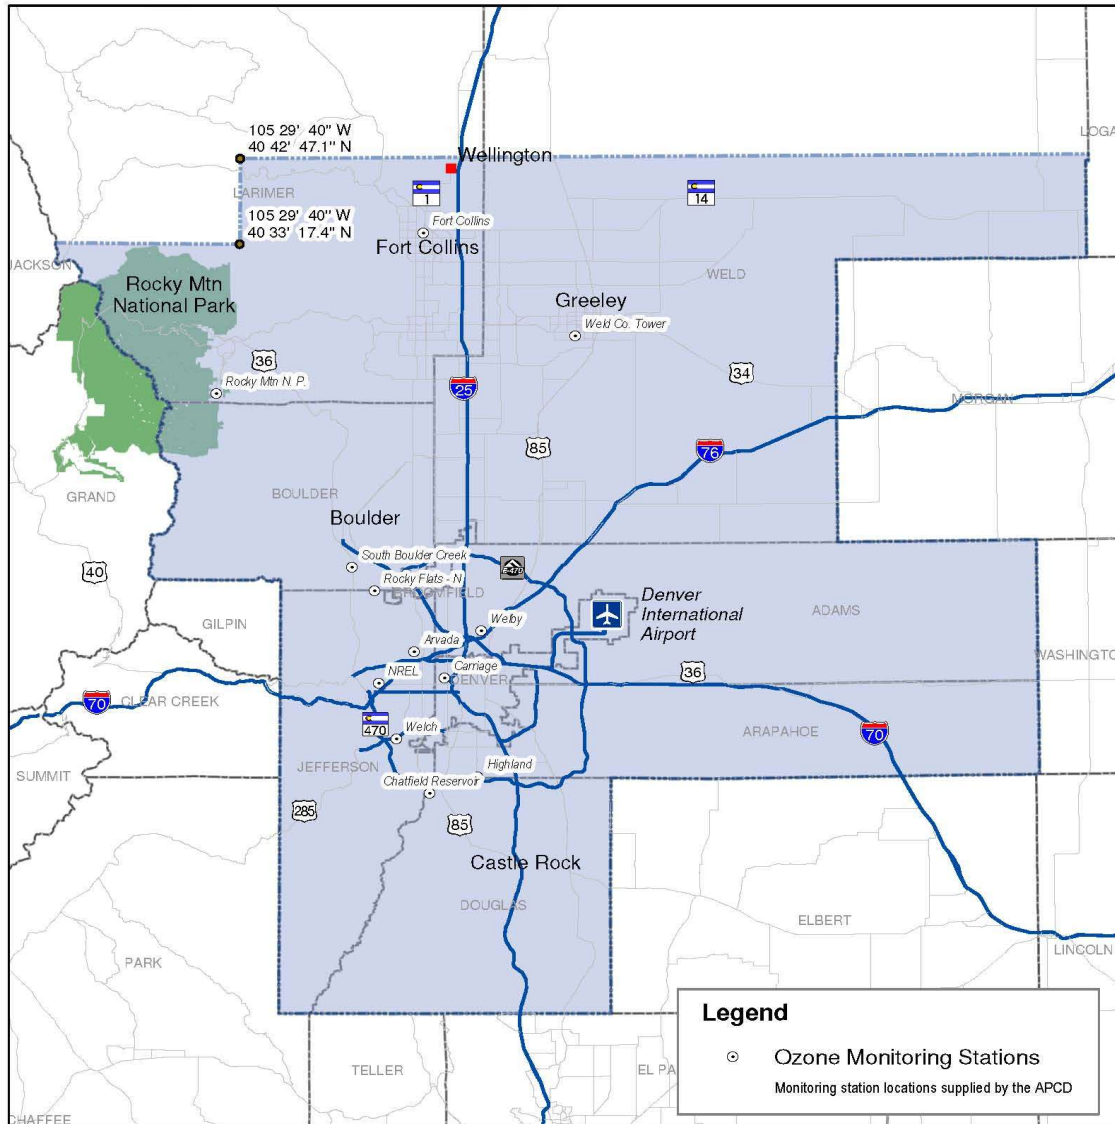 105 29' 40" W
40 42' 47.1" N
Wellington
LARIMER
1
14
105 29' 40" W
40 33' 17.4" N
Fort Collins
Fort Collins
JACKSON
WELD
Rocky Mtn
National Park
Greeley
Weld Co. Tower
36
34
Rocky Mtn N. P.
25
MORGAN
85
76
GRAND
BOULDER
Boulder
South Boulder Creek
E-470
40
Rocky Flats - N
BROOMFIELD
Denver
International
Airport
ADAMS
GILPIN
Welby
Arvada
WASHINGTO
NREL
Carriage
DENVER
36
70
CLEAR CREEK
470
Welch
ARAPAHOE
70
SUMMIT
JEFFERSON
Highland
Chatfield Reservoir
285
85
Castle Rock
DOUGLAS
ELBERT
LINCOLN
PARK
Legend
Ozone Monitoring Stations
Monitoring station locations supplied by the APCD
TELLER
EL PA
CHAFFEE
LOGA